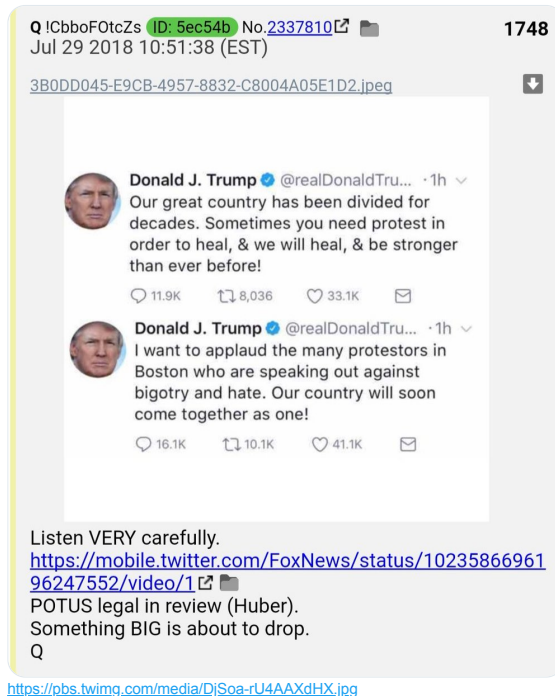 Q !CbboFOtcZs ID: 5ec54b No.2337810 1748
Jul 29 2018 10:51:38 (EST)
3B0DD045-E9CB-4957-8832-C8004A05E1D2.jpeg
Donald J. Trump @realDonaldTru... · 1h
Our great country has been divided for
decades. Sometimes you need protest in
order to heal, & we will heal, & be stronger
than ever before!
11.9K 8,036 33.1K
Donald J. Trump @realDonaldTru... · 1h
I want to applaud the many protestors in
Boston who are speaking out against
bigotry and hate. Our country will soon
come together as one!
16.1K 10.1K 41.1K
Listen VERY carefully.
https://mobile.twitter.com/FoxNews/status/10235866961
96247552/video/1
POTUS legal in review (Huber).
Something BIG is about to drop.
Q
https://pbs.twimg.com/media/DjSoa-rU4AAXdHX.jpg